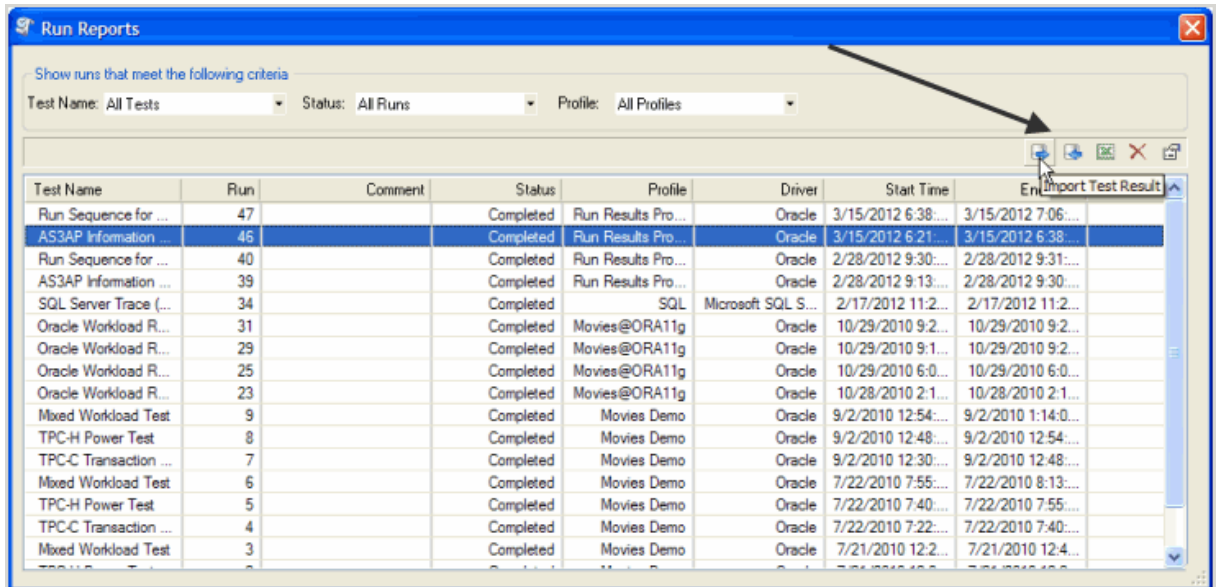 Run Reports
Show runs that meet the following criteria
Test Name: All Tests Status: All Runs Profile: All Profiles
Import Test Result
Test Name Run Comment Status Profile Driver Start Time En
Run Sequence for ... 47 Completed Run Results Pro... Oracle 3/15/2012 6:38:... 3/15/2012 7:06:...
AS3AP Information ... 46 Completed Run Results Pro... Oracle 3/15/2012 6:21:... 3/15/2012 6:38:...
Run Sequence for ... 40 Completed Run Results Pro... Oracle 2/28/2012 9:30:... 2/28/2012 9:31:...
AS3AP Information ... 39 Completed Run Results Pro... Oracle 2/28/2012 9:13:... 2/28/2012 9:30:...
SQL Server Trace (... 34 Completed SQL Microsoft SQL S... 2/17/2012 11:2... 2/17/2012 11:2...
Oracle Workload R... 31 Completed Movies@ORA11g Oracle 10/29/2010 9:2... 10/29/2010 9:2...
Oracle Workload R... 29 Completed Movies@ORA11g Oracle 10/29/2010 9:1... 10/29/2010 9:2...
Oracle Workload R... 25 Completed Movies@ORA11g Oracle 10/29/2010 6:0... 10/29/2010 6:0...
Oracle Workload R... 23 Completed Movies@ORA11g Oracle 10/28/2010 2:1... 10/28/2010 2:1...
Mixed Workload Test 9 Completed Movies Demo Oracle 9/2/2010 12:54:... 9/2/2010 1:14:0...
TPC-H Power Test 8 Completed Movies Demo Oracle 9/2/2010 12:48:... 9/2/2010 12:54:...
TPC-C Transaction ... 7 Completed Movies Demo Oracle 9/2/2010 12:30:... 9/2/2010 12:48:...
Mixed Workload Test 6 Completed Movies Demo Oracle 7/22/2010 7:55:... 7/22/2010 8:13:...
TPC-H Power Test 5 Completed Movies Demo Oracle 7/22/2010 7:40:... 7/22/2010 7:55:...
TPC-C Transaction ... 4 Completed Movies Demo Oracle 7/22/2010 7:22:... 7/22/2010 7:40:...
Mixed Workload Test 3 Completed Movies Demo Oracle 7/21/2010 12:2... 7/21/2010 12:4...